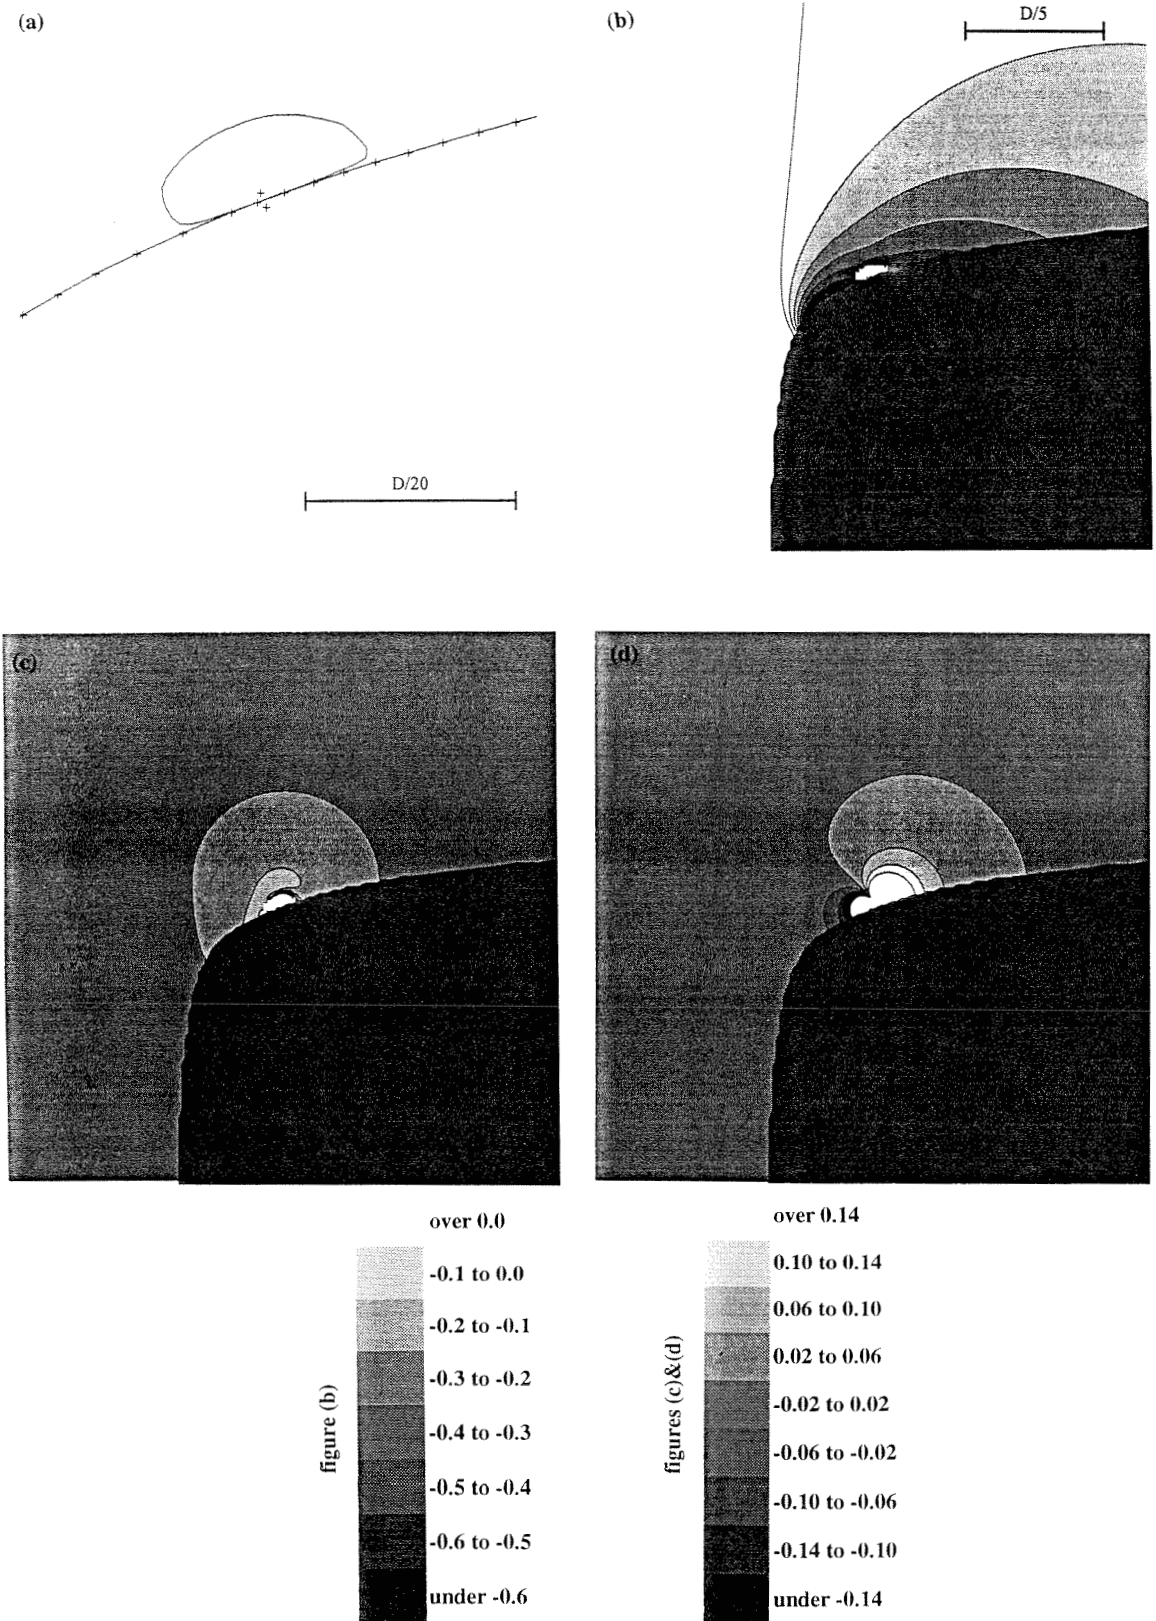 (a)
(b)
D/5
D/20
(c)
(d)
figure (b)
over 0.0
-0.1 to 0.0
-0.2 to -0.1
-0.3 to -0.2
-0.4 to -0.3
-0.5 to -0.4
-0.6 to -0.5
under -0.6
figures (c)&(d)
over 0.14
0.10 to 0.14
0.06 to 0.10
0.02 to 0.06
-0.02 to 0.02
-0.06 to -0.02
-0.10 to -0.06
-0.14 to -0.10
under -0.14